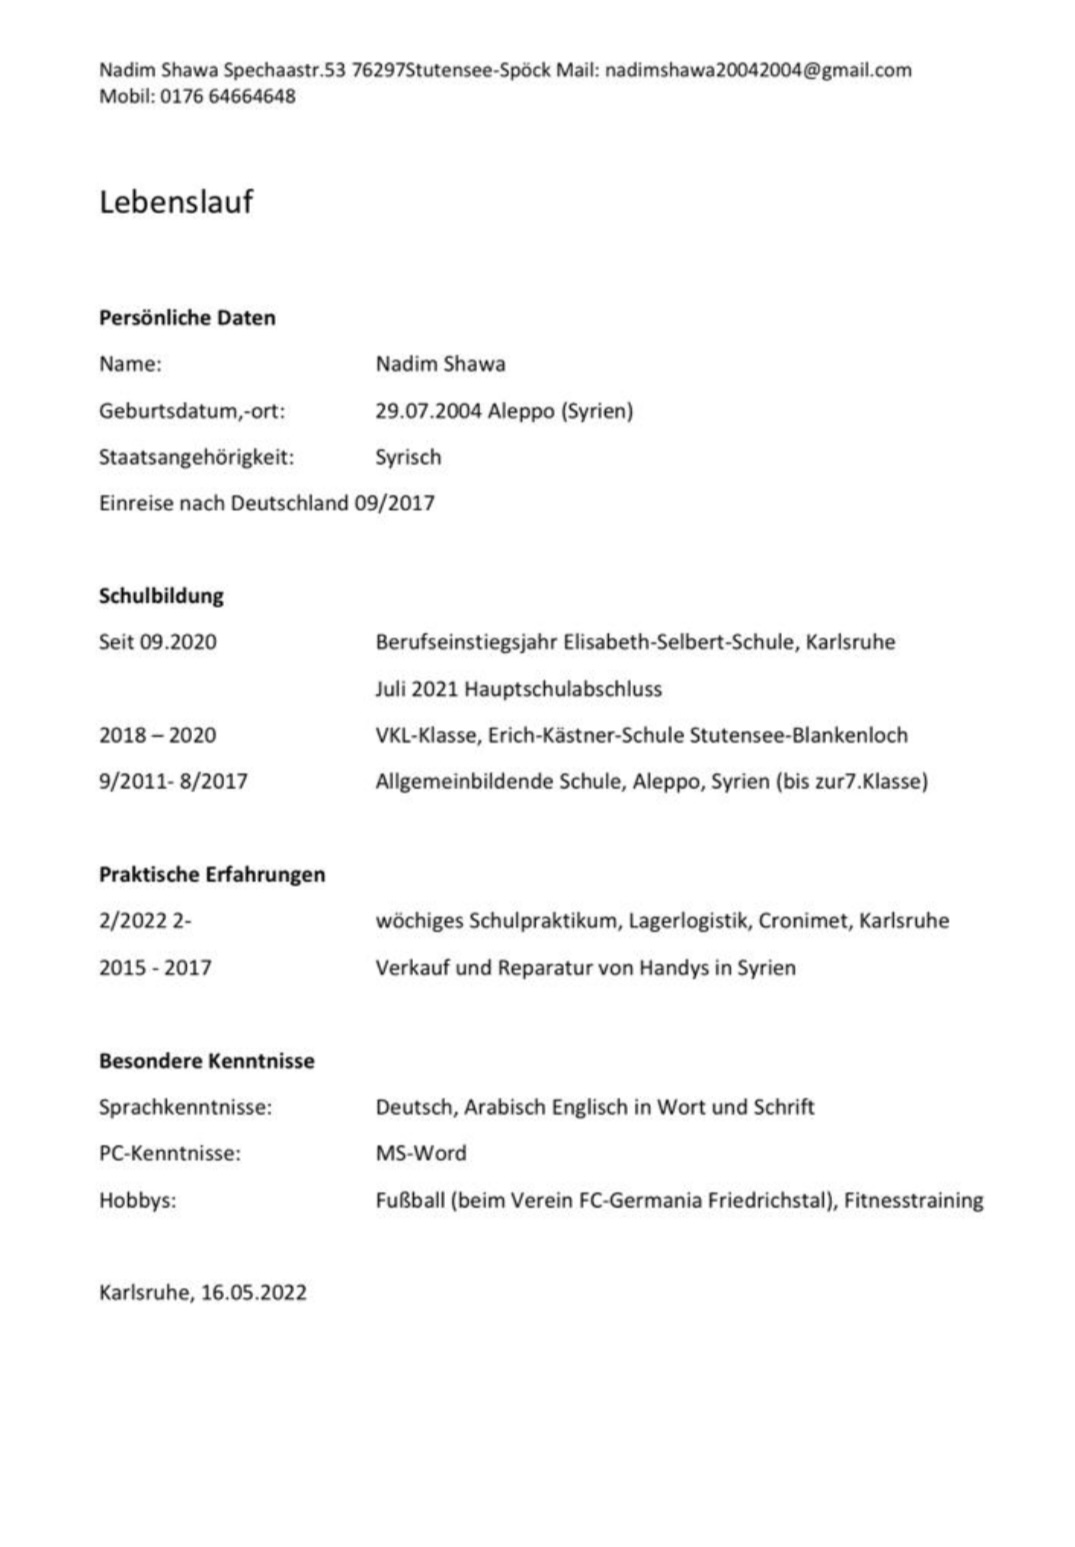 Nadim Shawa Spechaastr.53 76297Stutensee-Spöck Mail: nadimshawa20042004@gmail.com
Mobil: 0176 64664648
Lebenslauf
Persönliche Daten
Name: Nadim Shawa
Geburtsdatum,-ort: 29.07.2004 Aleppo (Syrien)
Staatsangehörigkeit: Syrisch
Einreise nach Deutschland 09/2017
Schulbildung
Seit 09.2020 Berufseinstiegsjahr Elisabeth-Selbert-Schule, Karlsruhe
Juli 2021 Hauptschulabschluss
2018 – 2020 VKL-Klasse, Erich-Kästner-Schule Stutensee-Blankenloch
9/2011- 8/2017 Allgemeinbildende Schule, Aleppo, Syrien (bis zur7.Klasse)
Praktische Erfahrungen
2/2022 2- wöchiges Schulpraktikum, Lagerlogistik, Cronimet, Karlsruhe
2015 - 2017 Verkauf und Reparatur von Handys in Syrien
Besondere Kenntnisse
Sprachkenntnisse: Deutsch, Arabisch Englisch in Wort und Schrift
PC-Kenntnisse: MS-Word
Hobbys: Fußball (beim Verein FC-Germania Friedrichstal), Fitnesstraining
Karlsruhe, 16.05.2022